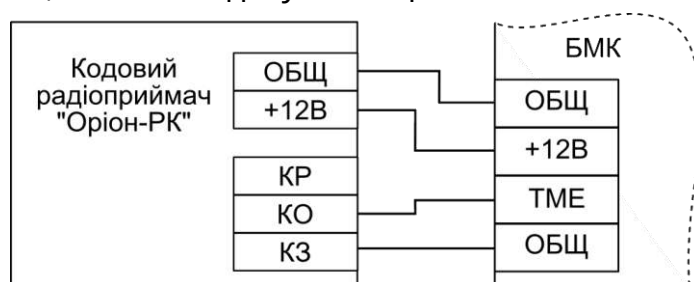 БМК
Кодовий
радіоприймач
"Оріон-РК"
ОБЩ
+12В
КР
КО
КЗ
ОБЩ
+12В
ТМЕ
ОБЩ